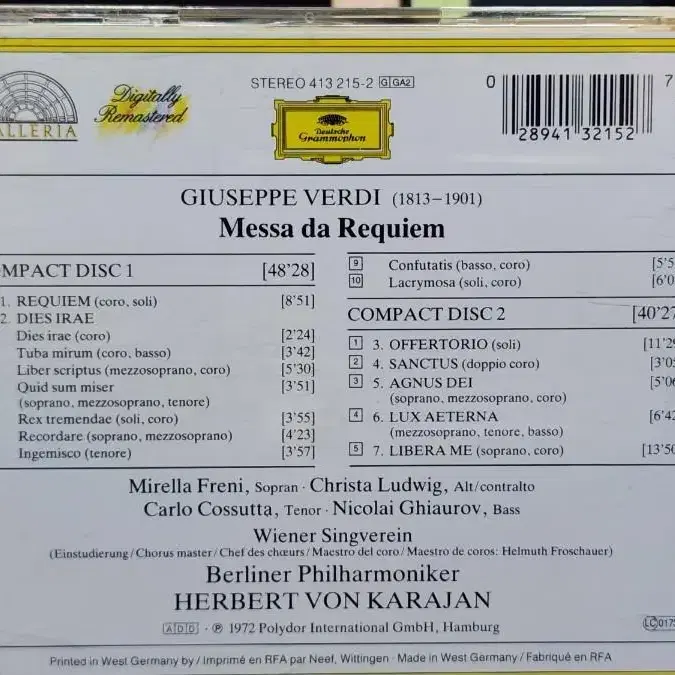 STEREO 413 215-2 G GA2
Digitally
Remastered
ALLERIA
Deutsche
Grammophon
0 28941 32152 7
GIUSEPPE VERDI (1813–1901)
Messa da Requiem
MPACT DISC 1 [48'28]
1. REQUIEM (coro, soli) [8'51]
2. DIES IRAE
Dies irae (coro) [2'24]
Tuba mirum (coro, basso) [3'42]
Liber scriptus (mezzosoprano, coro) [5'30]
Quid sum miser [3'51]
(soprano, mezzosoprano, tenore)
Rex tremendae (soli, coro) [3'55]
Recordare (soprano, mezzosoprano) [4'23]
Ingemisco (tenore) [3'57]
9 Confutatis (basso, coro) [5'5
10 Lacrymosa (soli, coro) [6'0
COMPACT DISC 2 [40'27
1 3. OFFERTORIO (soli) [11'29
2 4. SANCTUS (doppio coro) [3'0
3 5. AGNUS DEI [5'06
(soprano, mezzosoprano, coro)
4 6. LUX AETERNA [6'42
(mezzosoprano, tenore, basso)
5 7. LIBERA ME (soprano, coro) [13'50
Mirella Freni, Sopran · Christa Ludwig, Alt/contralto
Carlo Cossutta, Tenor · Nicolai Ghiaurov, Bass
Wiener Singverein
(Einstudierung/Chorus master/Chef des chœurs/Maestro del coro/Maestro de coros: Helmuth Froschauer)
Berliner Philharmoniker
HERBERT VON KARAJAN
ADD · ℗ 1972 Polydor International GmbH, Hamburg
LC 0173
Printed in West Germany by / Imprimé en RFA par Neef, Wittingen · Made in West Germany / Fabriqué en RFA